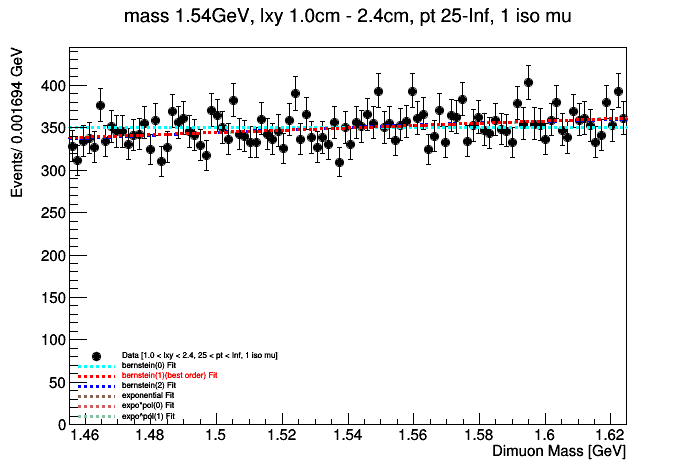 mass 1.54GeV, lxy 1.0cm - 2.4cm, pt 25-Inf, 1 iso mu
Events/ 0.001694 GeV
400
350
300
250
200
150
100
50
0
Data [1.0 < lxy < 2.4, 25 < pt < Inf, 1 iso mu]
bernstein(0) Fit
bernstein(1)(best order) Fit
bernstein(2) Fit
exponential Fit
expo*pol(0) Fit
expo*pol(1) Fit
1.46 1.48 1.5 1.52 1.54 1.56 1.58 1.6 1.62
Dimuon Mass [GeV]